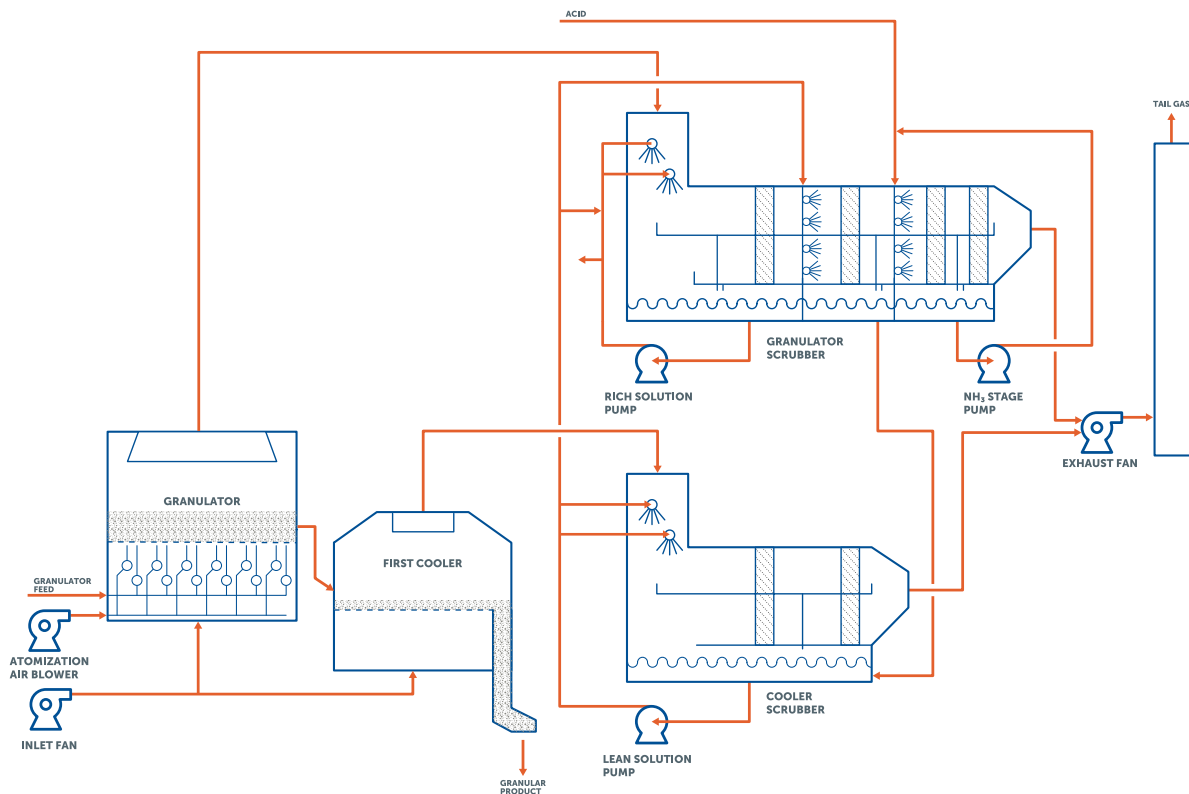 ACID
TAIL GAS
GRANULATOR
SCRUBBER
RICH SOLUTION
PUMP
NH₃ STAGE
PUMP
EXHAUST FAN
GRANULATOR
FIRST COOLER
GRANULATOR
FEED
ATOMIZATION
AIR BLOWER
INLET FAN
COOLER
SCRUBBER
LEAN SOLUTION
PUMP
GRANULAR
PRODUCT